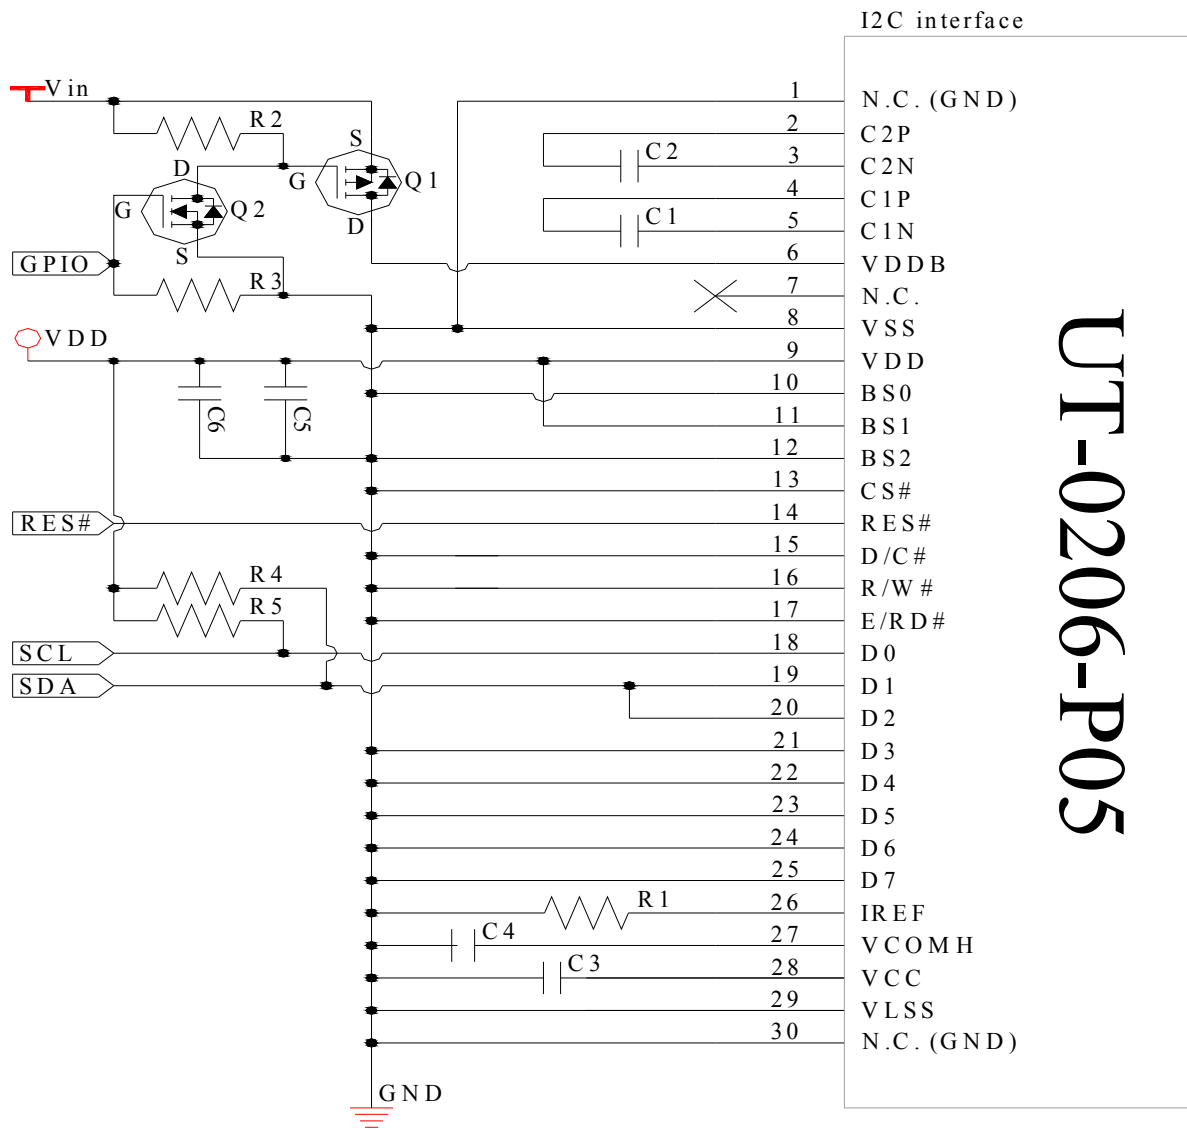 I2C interface
Vin
R2
S
D
G
Q1
G
Q2
D
S
GPIO
R3
VDD
C6
C5
RES#
R4
R5
SCL
SDA
C2
C1
R1
C4
C3
GND
1 N.C.(GND)
2 C2P
3 C2N
4 C1P
5 C1N
6 VDDB
7 N.C.
8 VSS
9 VDD
10 BS0
11 BS1
12 BS2
13 CS#
14 RES#
15 D/C#
16 R/W#
17 E/RD#
18 D0
19 D1
20 D2
21 D3
22 D4
23 D5
24 D6
25 D7
26 IREF
27 VCOMH
28 VCC
29 VLSS
30 N.C.(GND)
UT-0206-P05